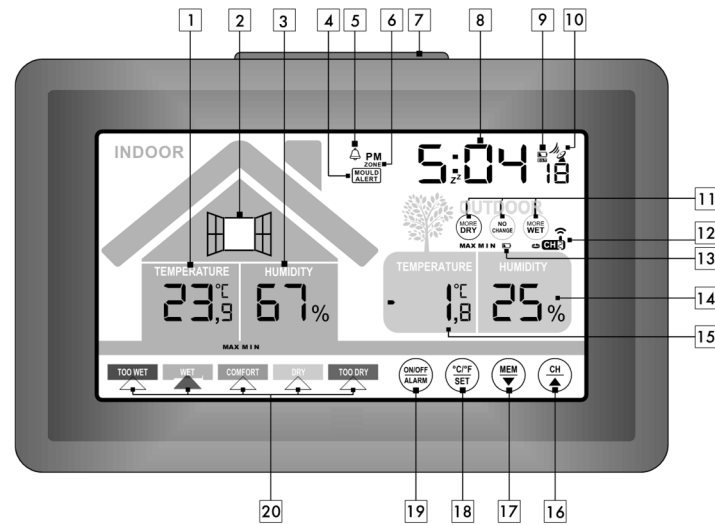 1 2 3 4 5 6 7 8 9 10
INDOOR
PM
ZONE
MOULD
ALERT
5:04 18
zz
OUTDOOR
MORE
DRY
NO
CHANGE
MORE
WET
11
MAX MIN
CH 3
12
13
TEMPERATURE HUMIDITY
23,9 °C 67%
TEMPERATURE HUMIDITY
-1,8 °C 25%
14
15
MAX MIN
TOO WET WET COMFORT DRY TOO DRY
ON/OFF
ALARM
°C/°F
SET
MEM
CH
20 19 18 17 16